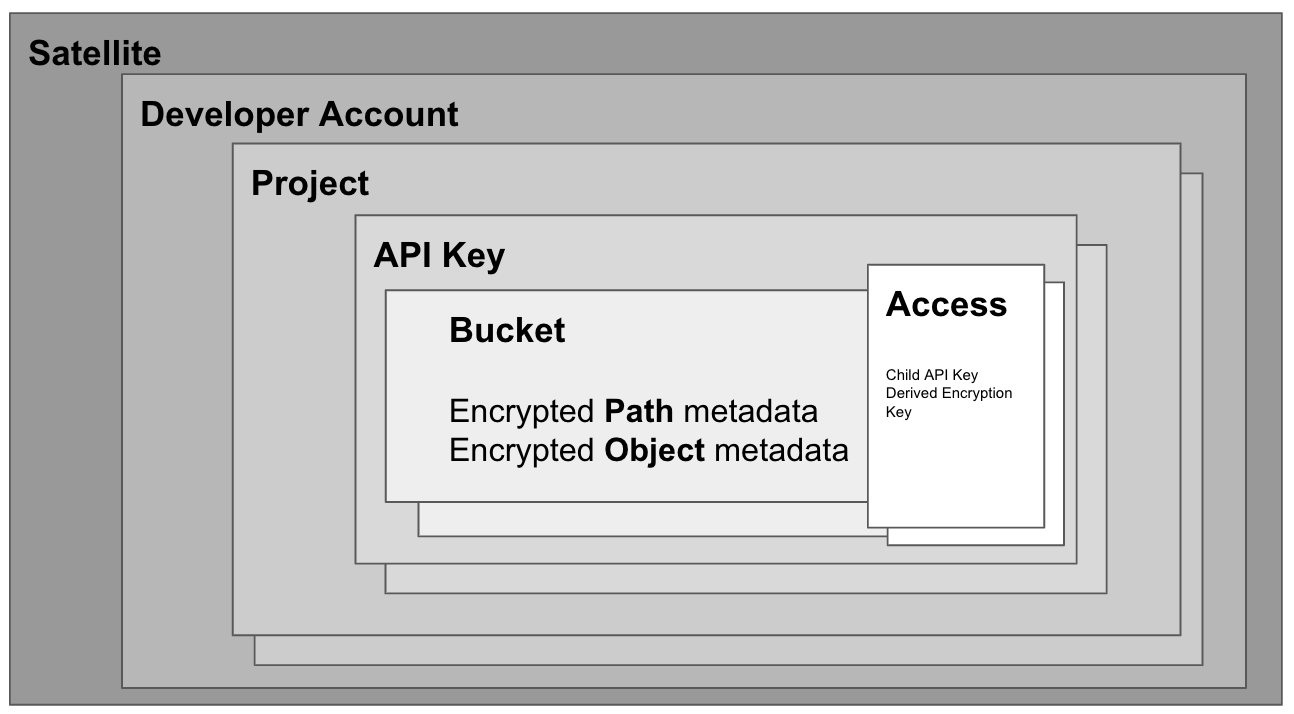 Satellite
Developer Account
Project
API Key
Bucket
Encrypted Path metadata
Encrypted Object metadata
Access
Child API Key
Derived Encryption
Key